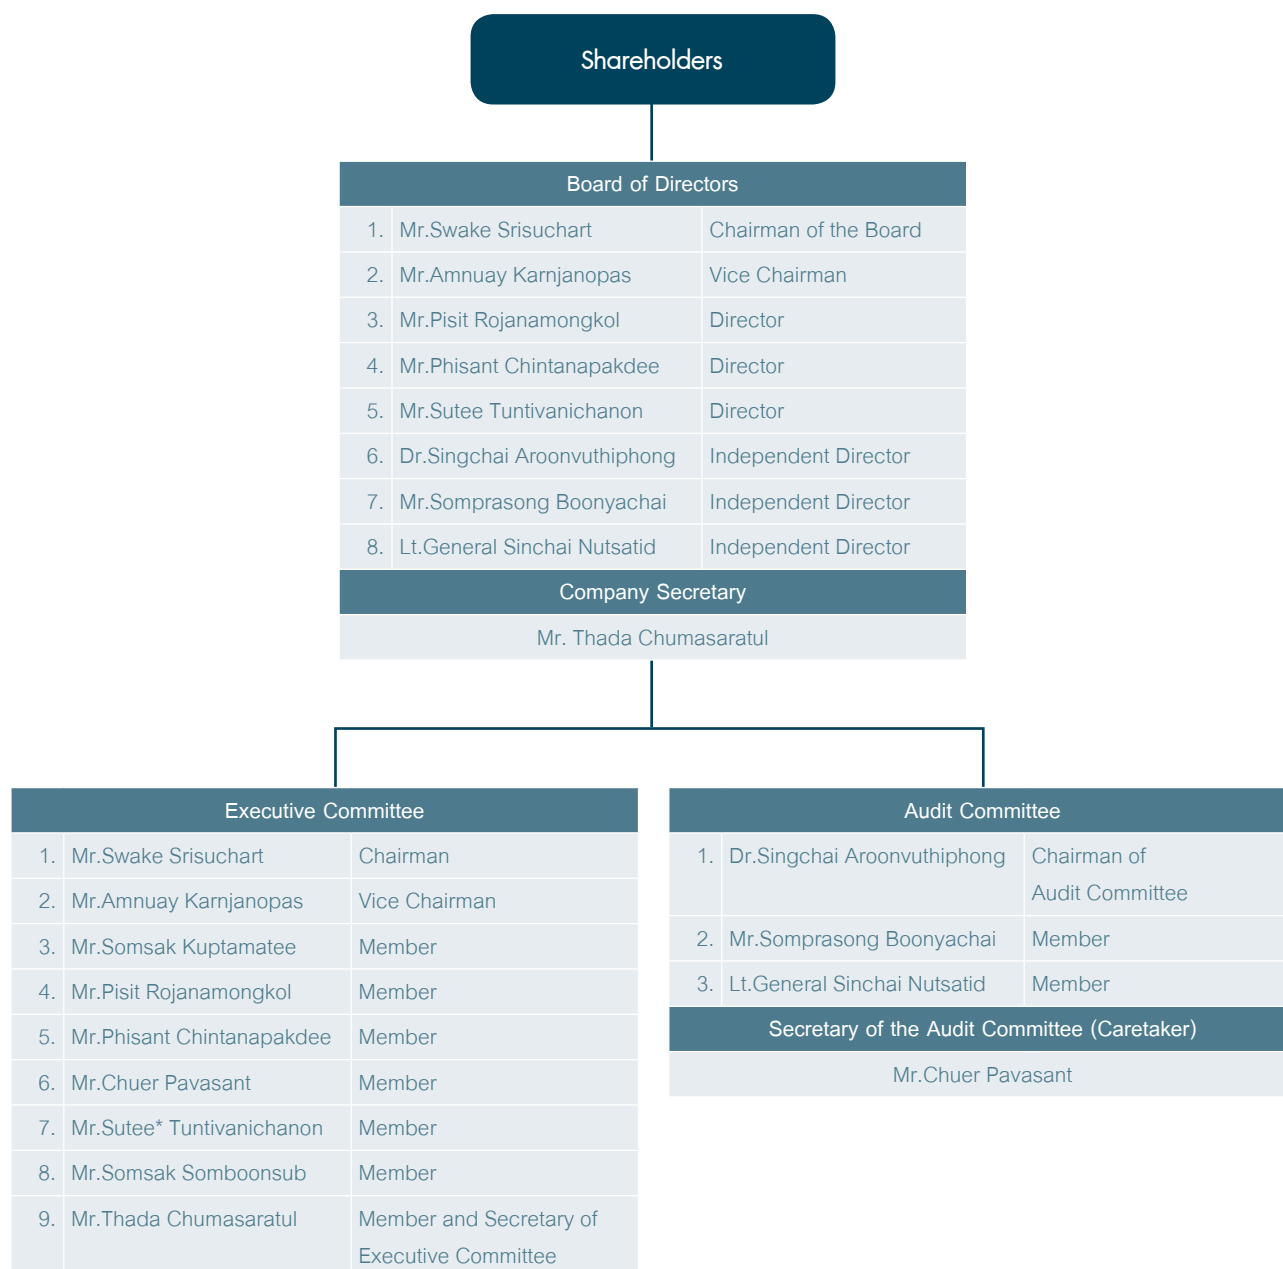 Shareholders
Board of Directors
1. Mr.Swake Srisuchart Chairman of the Board
2. Mr.Amnuay Karnjanopas Vice Chairman
3. Mr.Pisit Rojanamongkol Director
4. Mr.Phisant Chintanapakdee Director
5. Mr.Sutee Tuntivanichanon Director
6. Dr.Singchai Aroonvuthiphong Independent Director
7. Mr.Somprasong Boonyachai Independent Director
8. Lt.General Sinchai Nutsatid Independent Director
Company Secretary
Mr. Thada Chumasaratul
Executive Committee
1. Mr.Swake Srisuchart Chairman
2. Mr.Amnuay Karnjanopas Vice Chairman
3. Mr.Somsak Kuptamatee Member
4. Mr.Pisit Rojanamongkol Member
5. Mr.Phisant Chintanapakdee Member
6. Mr.Chuer Pavasant Member
7. Mr.Sutee* Tuntivanichanon Member
8. Mr.Somsak Somboonsub Member
9. Mr.Thada Chumasaratul Member and Secretary of
Executive Committee
Audit Committee
1. Dr.Singchai Aroonvuthiphong Chairman of
Audit Committee
2. Mr.Somprasong Boonyachai Member
3. Lt.General Sinchai Nutsatid Member
Secretary of the Audit Committee (Caretaker)
Mr.Chuer Pavasant